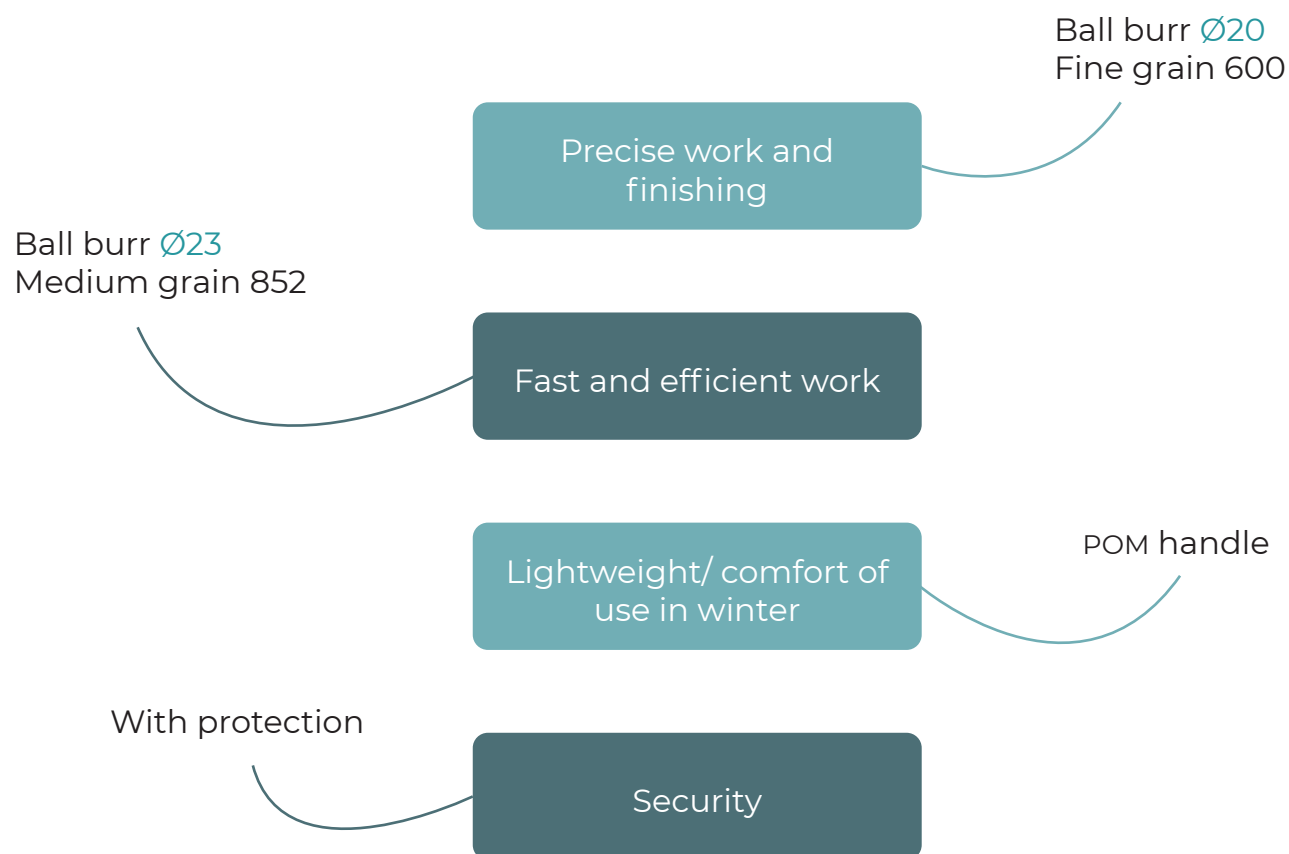 Ball burr Ø20
Fine grain 600
Precise work and
finishing
Ball burr Ø23
Medium grain 852
Fast and efficient work
POM handle
Lightweight/ comfort of
use in winter
With protection
Security